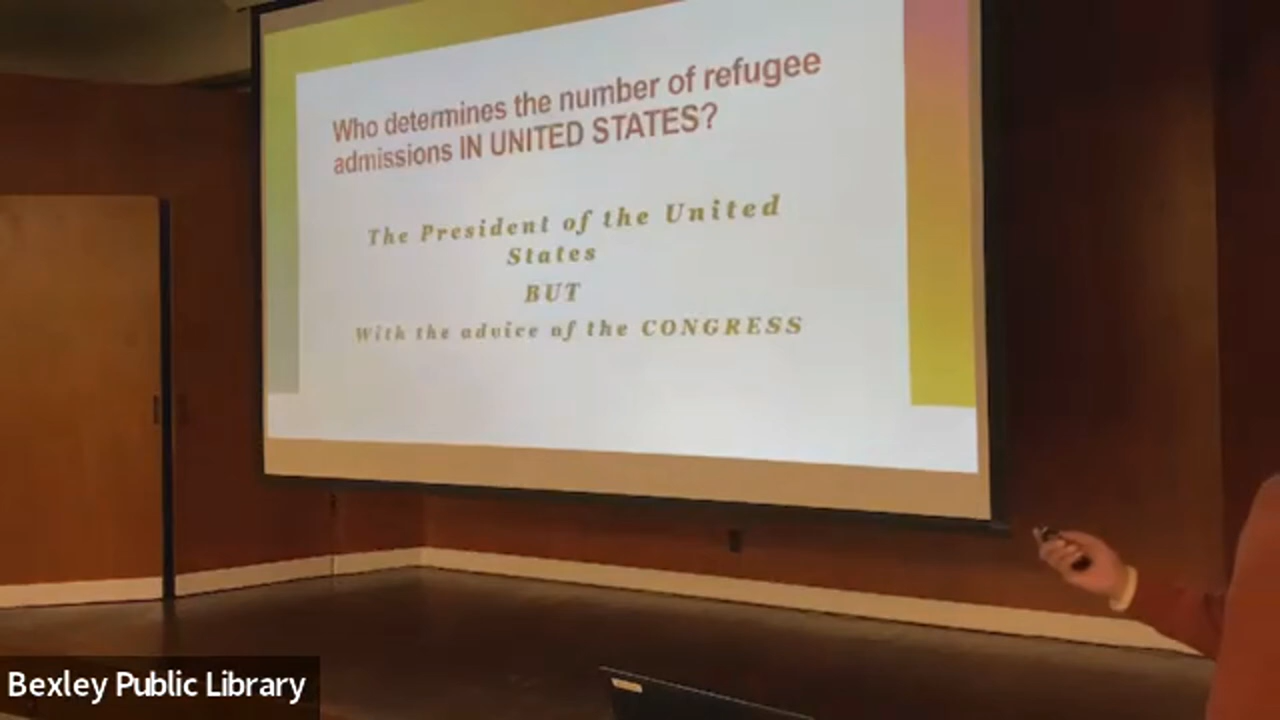 Who determines the number of refugee
admissions IN UNITED STATES?
The President of the United
States
BUT
With the advice of the CONGRESS
Bexley Public Library